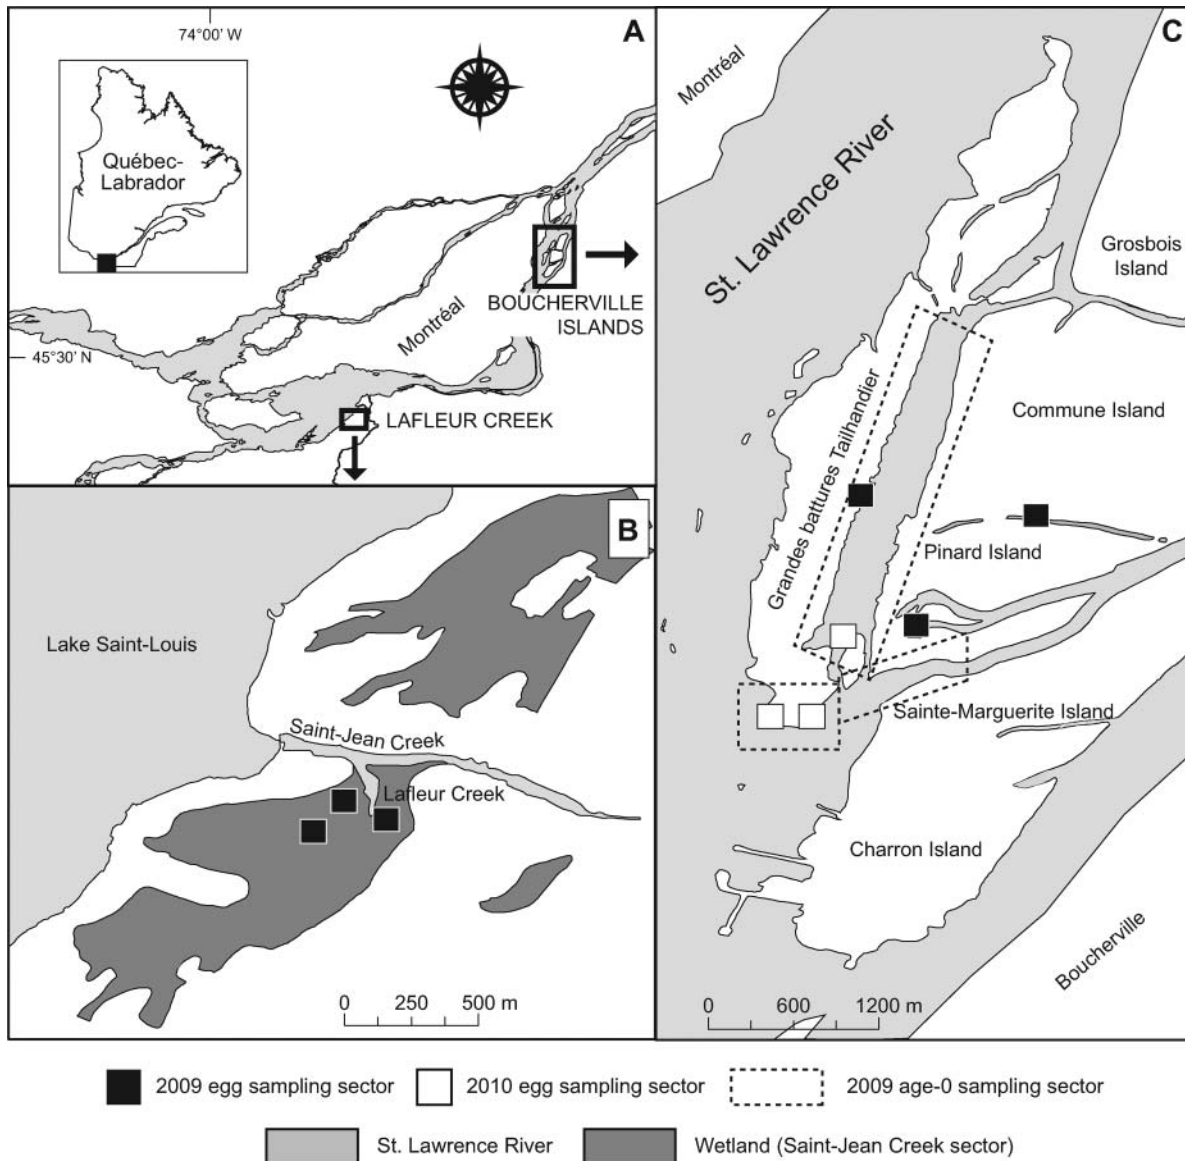 74°00' W
A
Québec-
Labrador
BOUCHERVILLE
ISLANDS
Montréal
45°30' N
LAFLEUR CREEK
B
Lake Saint-Louis
Saint-Jean Creek
Lafleur Creek
0 250 500 m
C
Montréal
St. Lawrence River
Grosbois
Island
Commune Island
Grandes battures Tailhandier
Pinard Island
Sainte-Marguerite Island
Charron Island
Boucherville
0 600 1200 m
2009 egg sampling sector
2010 egg sampling sector
2009 age-0 sampling sector
St. Lawrence River
Wetland (Saint-Jean Creek sector)